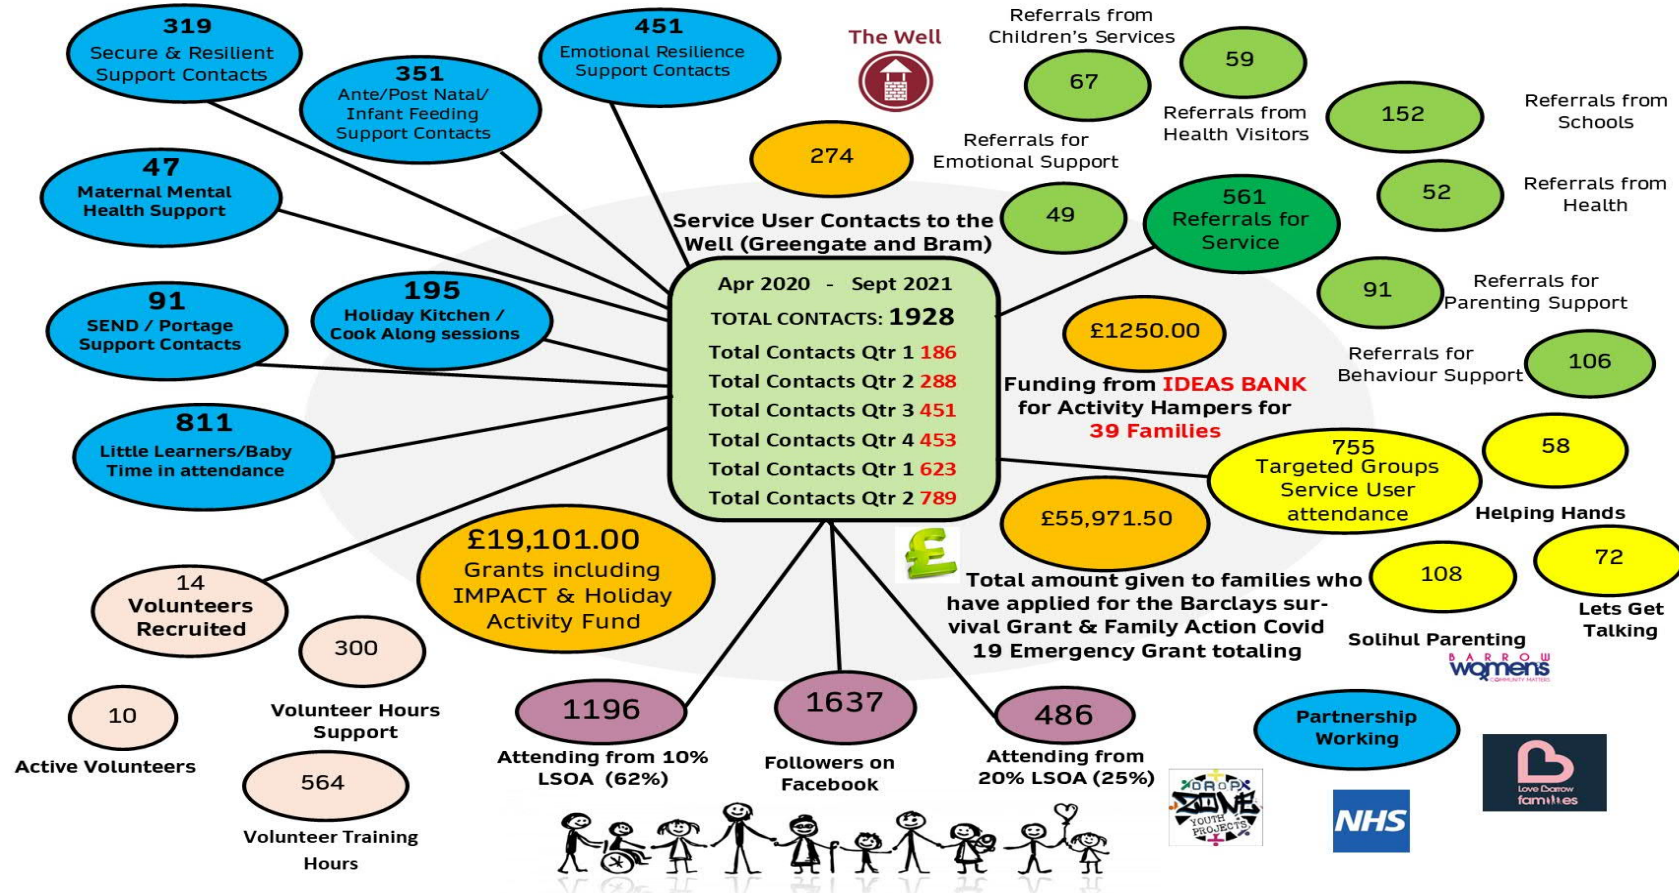 319
Secure & Resilient
Support Contacts
351
Ante/Post Natal/
Infant Feeding
Support Contacts
451
Emotional Resilience
Support Contacts
47
Maternal Mental
Health Support
91
SEND / Portage
Support Contacts
195
Holiday Kitchen /
Cook Along sessions
811
Little Learners/Baby
Time in attendance
The Well
274
Service User Contacts to the
Well (Greengate and Bram)
Apr 2020 - Sept 2021
TOTAL CONTACTS: 1928
Total Contacts Qtr 1 186
Total Contacts Qtr 2 288
Total Contacts Qtr 3 451
Total Contacts Qtr 4 453
Total Contacts Qtr 1 623
Total Contacts Qtr 2 789
Referrals from
Children's Services
67
59
Referrals from
Health Visitors
152
Referrals from
Schools
Referrals for
Emotional Support
49
561
Referrals for
Service
52
Referrals from
Health
91
Referrals for
Parenting Support
Referrals for
Behaviour Support
106
£1250.00
Funding from IDEAS BANK
for Activity Hampers for
39 Families
755
Targeted Groups
Service User
attendance
58
Helping Hands
72
Lets Get
Talking
108
Solihul Parenting
BARROW
womens
COMMUNITY MATTERS
£
£55,971.50
Total amount given to families who
have applied for the Barclays sur-
vival Grant & Family Action Covid
19 Emergency Grant totaling
£19,101.00
Grants including
IMPACT & Holiday
Activity Fund
14
Volunteers
Recruited
300
Volunteer Hours
Support
10
Active Volunteers
564
Volunteer Training
Hours
1196
Attending from 10%
LSOA (62%)
1637
Followers on
Facebook
486
Attending from
20% LSOA (25%)
Partnership
Working
DROP
ZONE
YOUTH
PROJECTS
NHS
Love Barrow
families